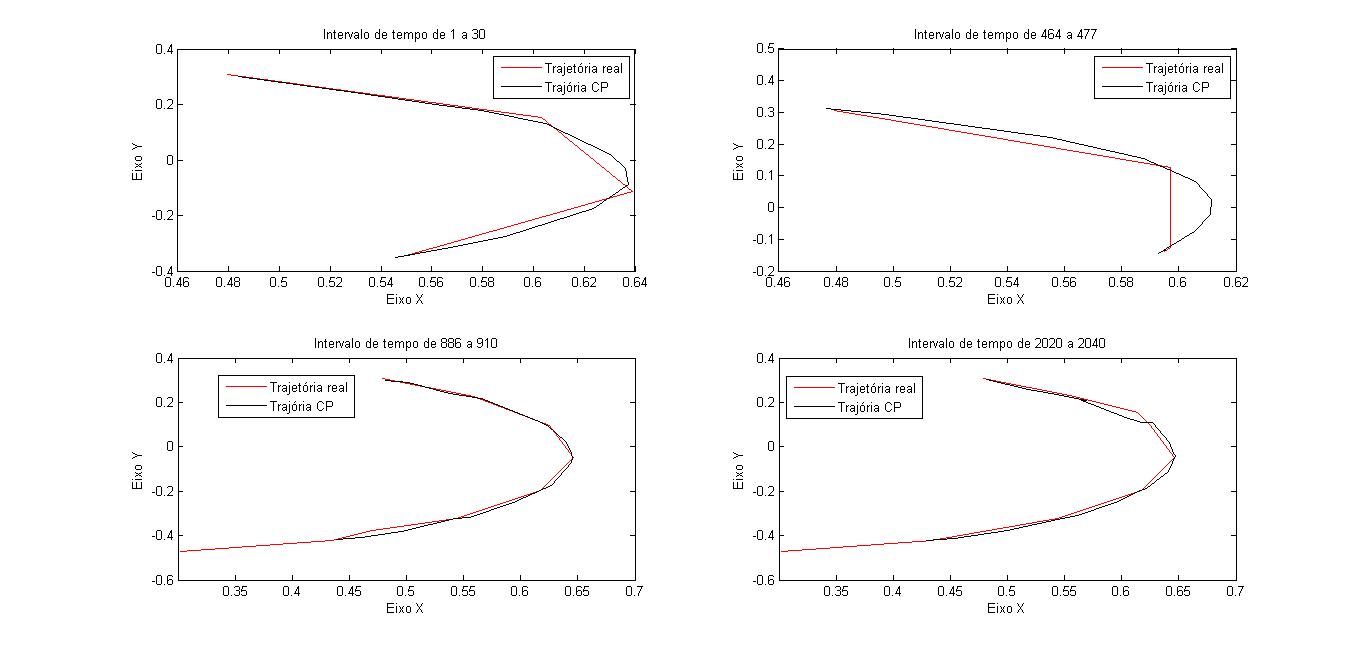 Intervalo de tempo de 1 a 30
0.4
0.2
0
-0.2
-0.4
Eixo Y
0.46 0.48 0.5 0.52 0.54 0.56 0.58 0.6 0.62 0.64
Eixo X
Trajetória real
Trajória CP
Intervalo de tempo de 464 a 477
0.5
0.4
0.3
0.2
0.1
0
-0.1
-0.2
Eixo Y
0.46 0.48 0.5 0.52 0.54 0.56 0.58 0.6 0.62
Eixo X
Trajetória real
Trajória CP
Intervalo de tempo de 886 a 910
0.4
0.2
0
-0.2
-0.4
-0.6
Eixo Y
0.35 0.4 0.45 0.5 0.55 0.6 0.65 0.7
Eixo X
Trajetória real
Trajória CP
Intervalo de tempo de 2020 a 2040
0.4
0.2
0
-0.2
-0.4
-0.6
Eixo Y
0.35 0.4 0.45 0.5 0.55 0.6 0.65 0.7
Eixo X
Trajetória real
Trajória CP